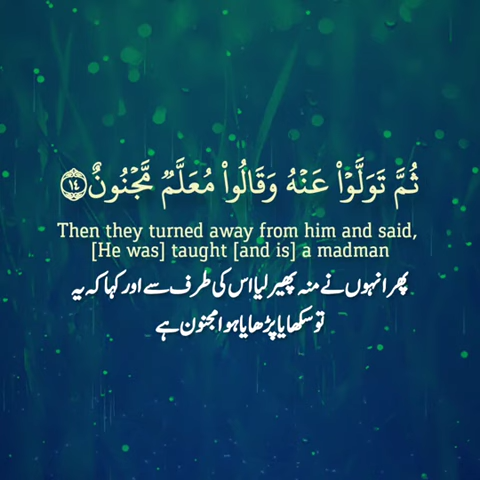 ثُمَّ تَوَلَّوْا۟ عَنْهُ وَقَالُوا۟ مُعَلَّمٌ مَّجْنُونٌ ١٤
Then they turned away from him and said,
[He was] taught [and is] a madman
پھر انہوں نے منہ پھیر لیا اس کی طرف سے اور کہا کہ یہ
تو سکھایا پڑھایا ہوا مجنون ہے